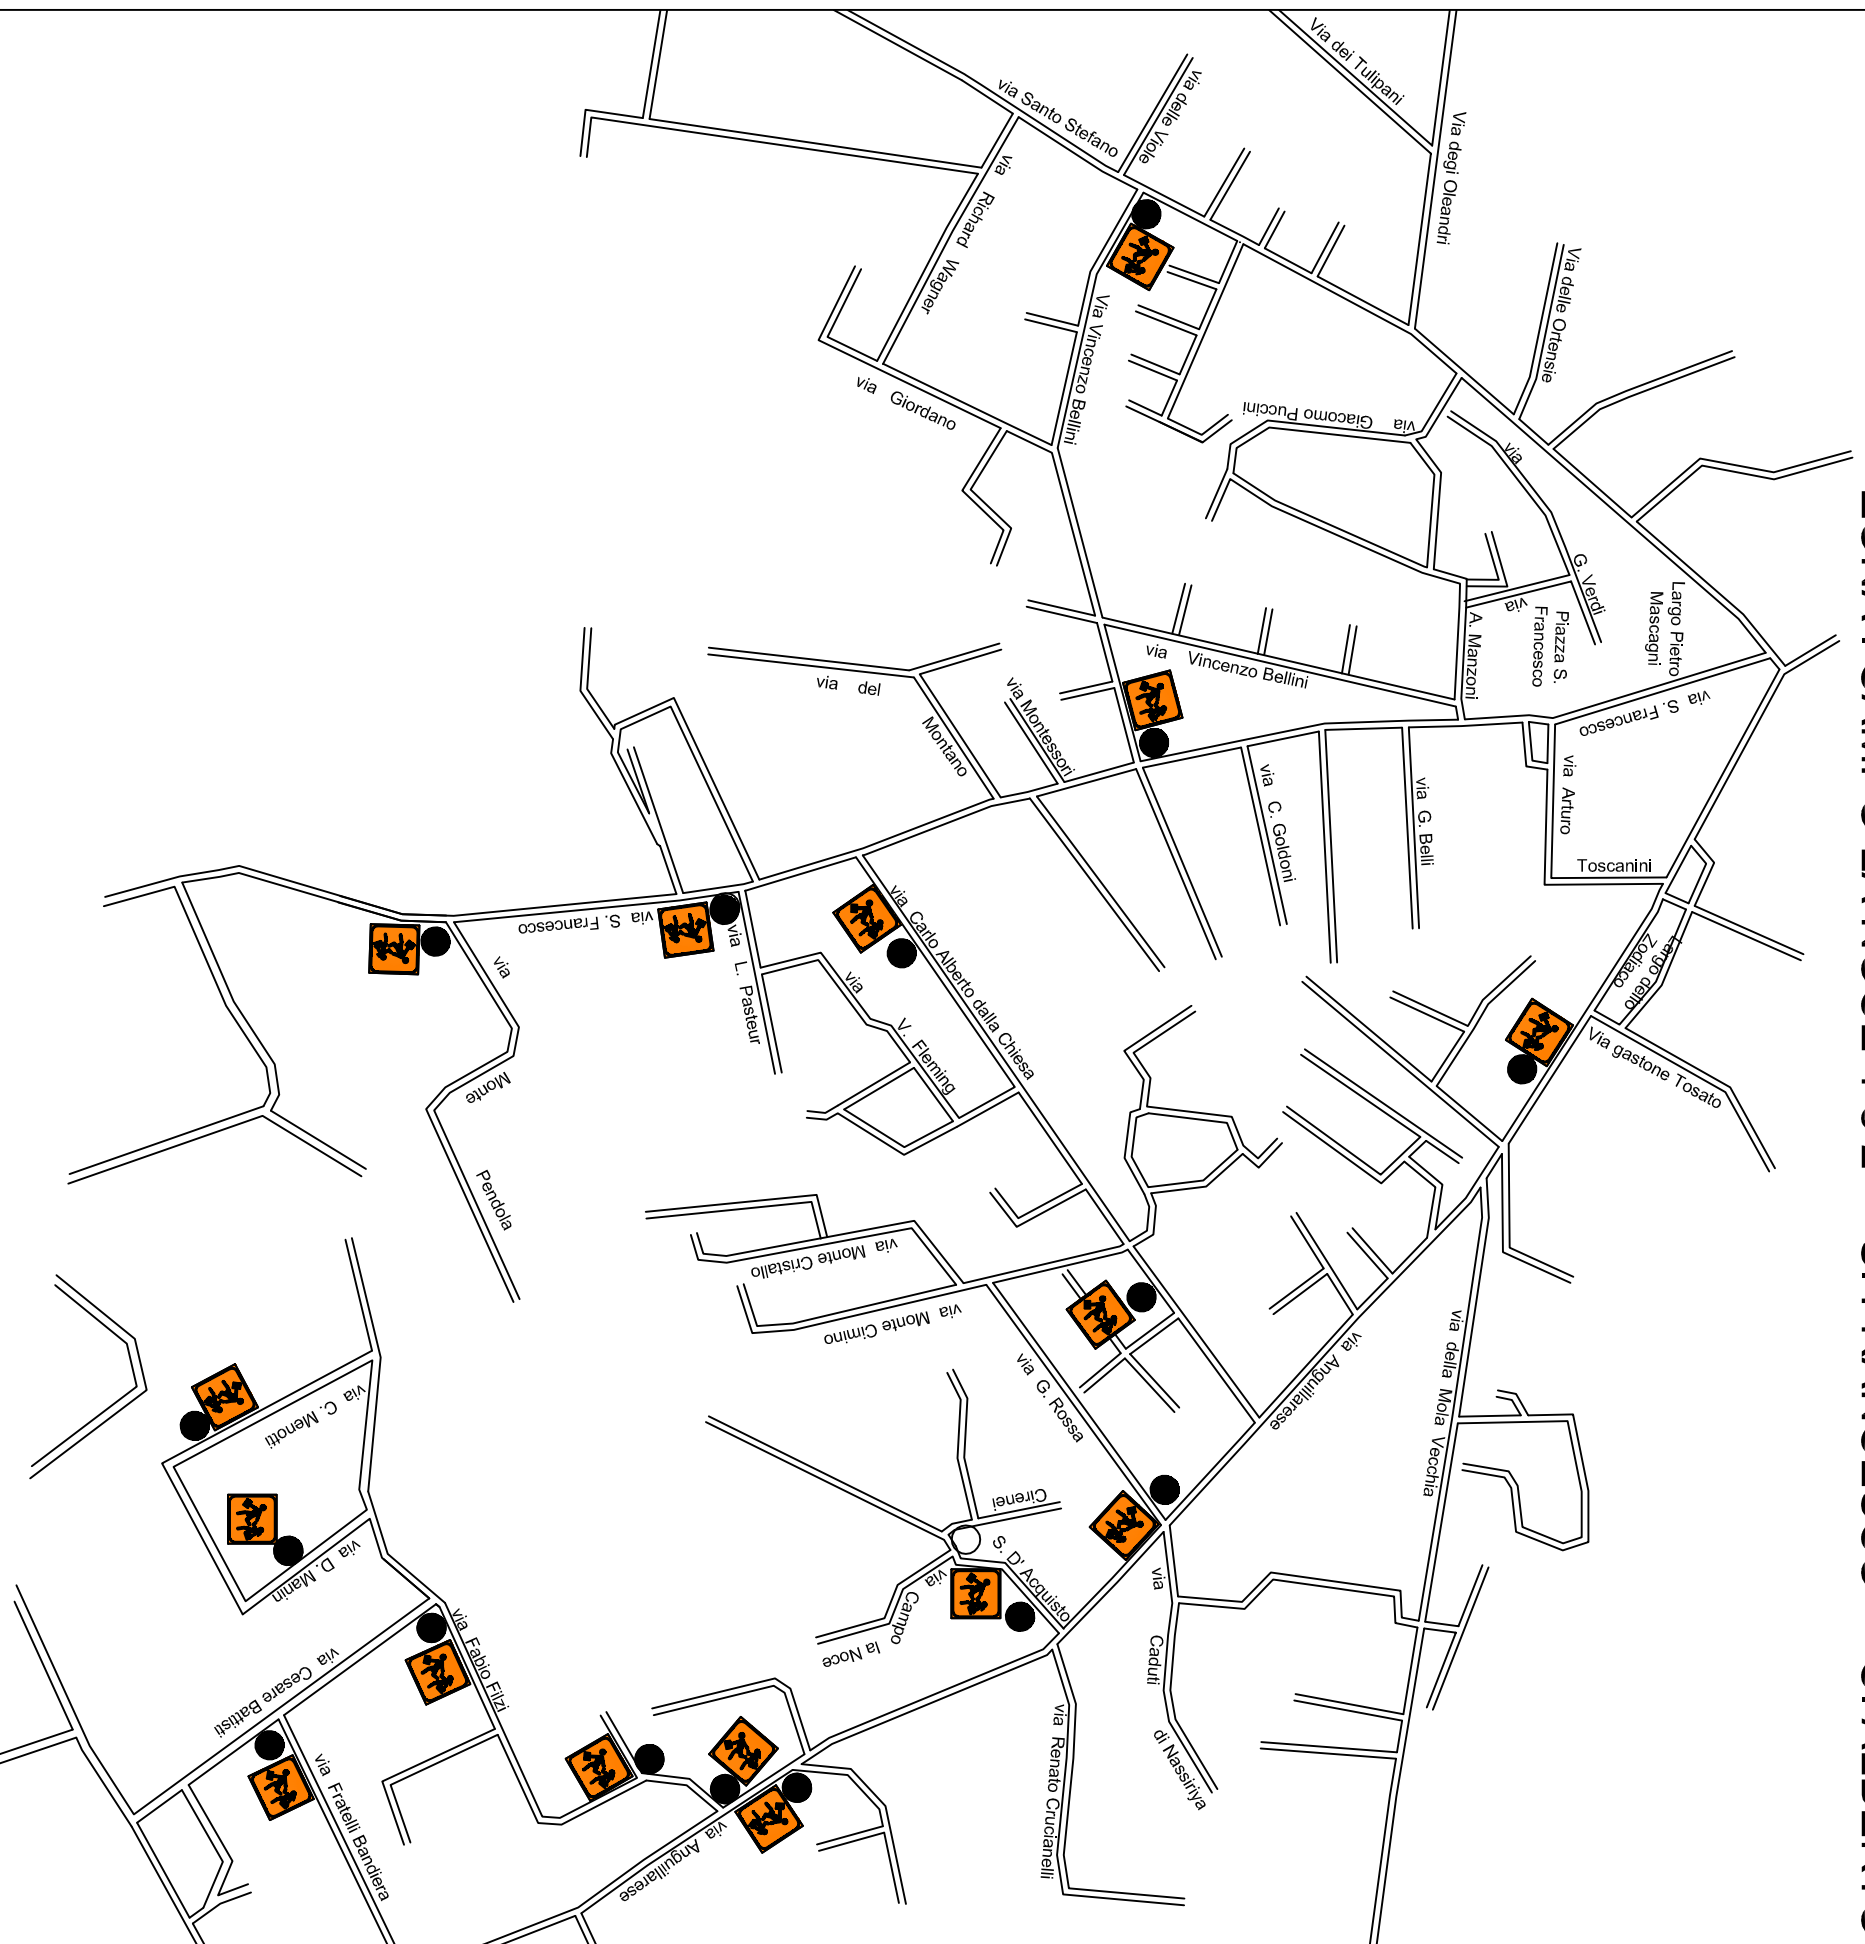 Via dei Tulipani
via Santo Stefano
via delle Viole
Via degi Oleandri
via Richard Wagner
Via delle Ortensie
Via Vincenzo Bellini
via Giordano
via Giacomo Puccini
via
G. Verdi
Largo Pietro
Mascagni
Piazza S.
Francesco
via
A. Manzoni
via Vincenzo Bellini
via del
Montano
via Montessori
via S. Francesco
via C. Goldoni
via G. Belli
via Arturo
Toscanini
via S. Francesco
via L. Pasteur
via Carlo Alberto dalla Chiesa
via
V. Fleming
Largo dello
Zodiaco
Via gastone Tosato
via
Monte
Pendola
via Monte Cristallo
via Monte Cimino
via G. Rossa
via Anguillarese
via della Mola Vecchia
via C. Menotti
via D. Manin
Cirenei
S. D' Acquisto
via
Campo
la Noce
via
Caduti
di Nassiriya
via Fabio Filzi
via Cesare Battisti
via Fratelli Bandiera
via Renato Crucianelli
via Anguillarese